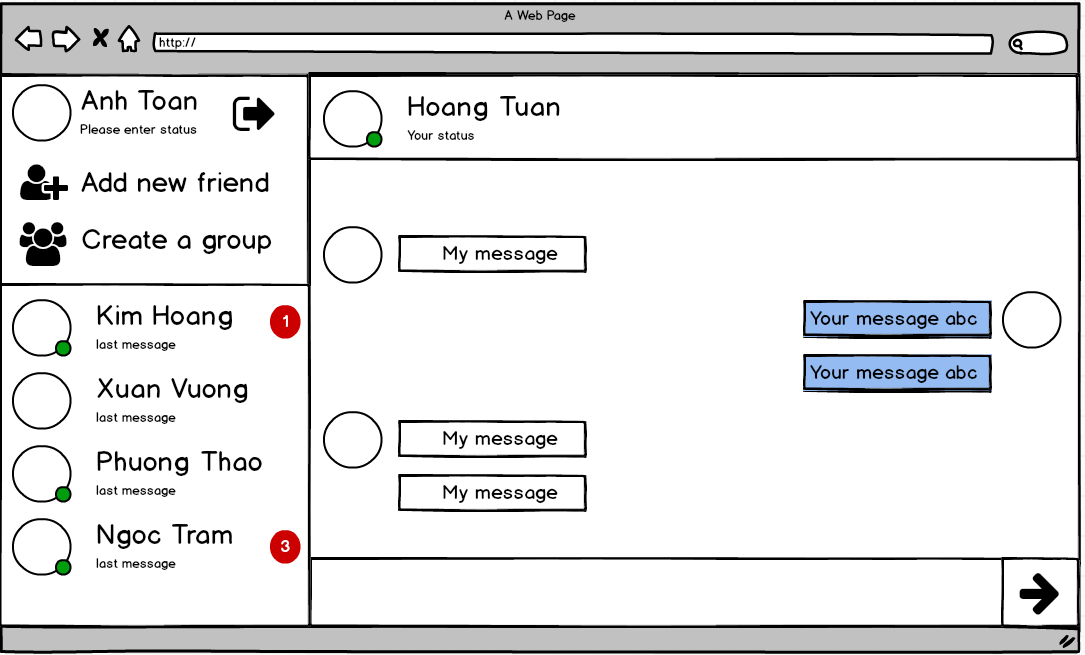 A Web Page
http://
Anh Toan
Please enter status
Add new friend
Create a group
Kim Hoang
1
last message
Xuan Vuong
last message
Phuong Thao
last message
Ngoc Tram
3
last message
Hoang Tuan
Your status
My message
Your message abc
Your message abc
My message
My message